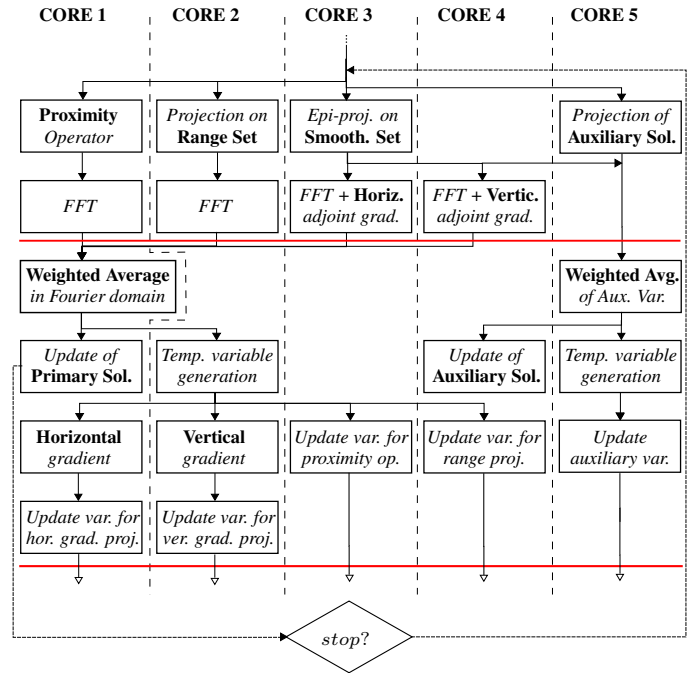 CORE 1 CORE 2 CORE 3 CORE 4 CORE 5
Proximity
Operator
Projection on
Range Set
Epi-proj. on
Smooth. Set
Projection of
Auxiliary Sol.
FFT
FFT
FFT + Horiz.
adjoint grad.
FFT + Vertic.
adjoint grad.
Weighted Average
in Fourier domain
Weighted Avg.
of Aux. Var.
Update of
Primary Sol.
Temp. variable
generation
Update of
Auxiliary Sol.
Temp. variable
generation
Horizontal
gradient
Vertical
gradient
Update var. for
proximity op.
Update var. for
range proj.
Update
auxiliary var.
Update var. for
hor. grad. proj.
Update var. for
ver. grad. proj.
stop?